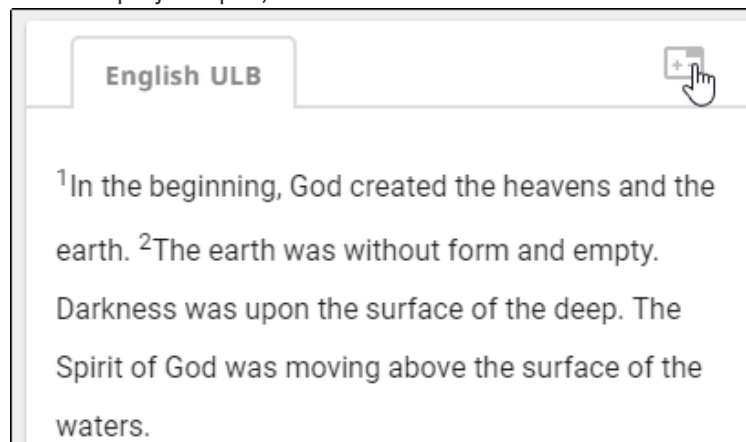 English ULB
+ -
¹In the beginning, God created the heavens and the
earth. ²The earth was without form and empty.
Darkness was upon the surface of the deep. The
Spirit of God was moving above the surface of the
waters.